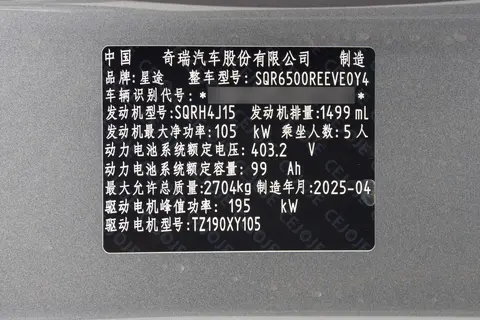 中国 奇瑞汽车股份有限公司 制造
品牌:星途 整车型号:SQR6500REEVE0Y4
车辆识别代号:*
发动机型号:SQRH4J15 发动机排量:1499mL
发动机最大净功率:105 kW 乘坐人数:5人
动力电池系统额定电压:403.2 V
动力电池系统额定容量:99 Ah
最大允许总质量:2704kg 制造年月:2025-04
驱动电机峰值功率:195 kW
驱动电机型号:TZ190XY105